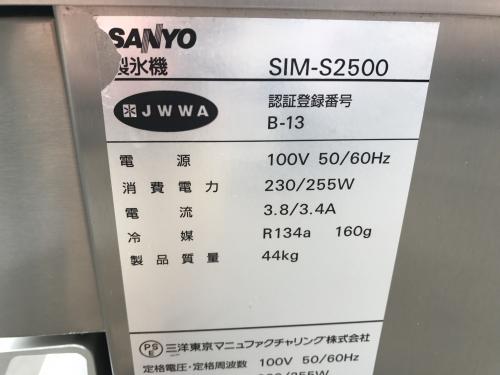 SANYO
製氷機 SIM-S2500
JWWA 認証登録番号
B-13
電源 100V 50/60Hz
消費電力 230/255W
電流 3.8/3.4A
冷媒 R134a 160g
製品質量 44kg
PSE 三洋東京マニュファクチャリング株式会社
定格電圧・定格周波数 100V 50/60Hz